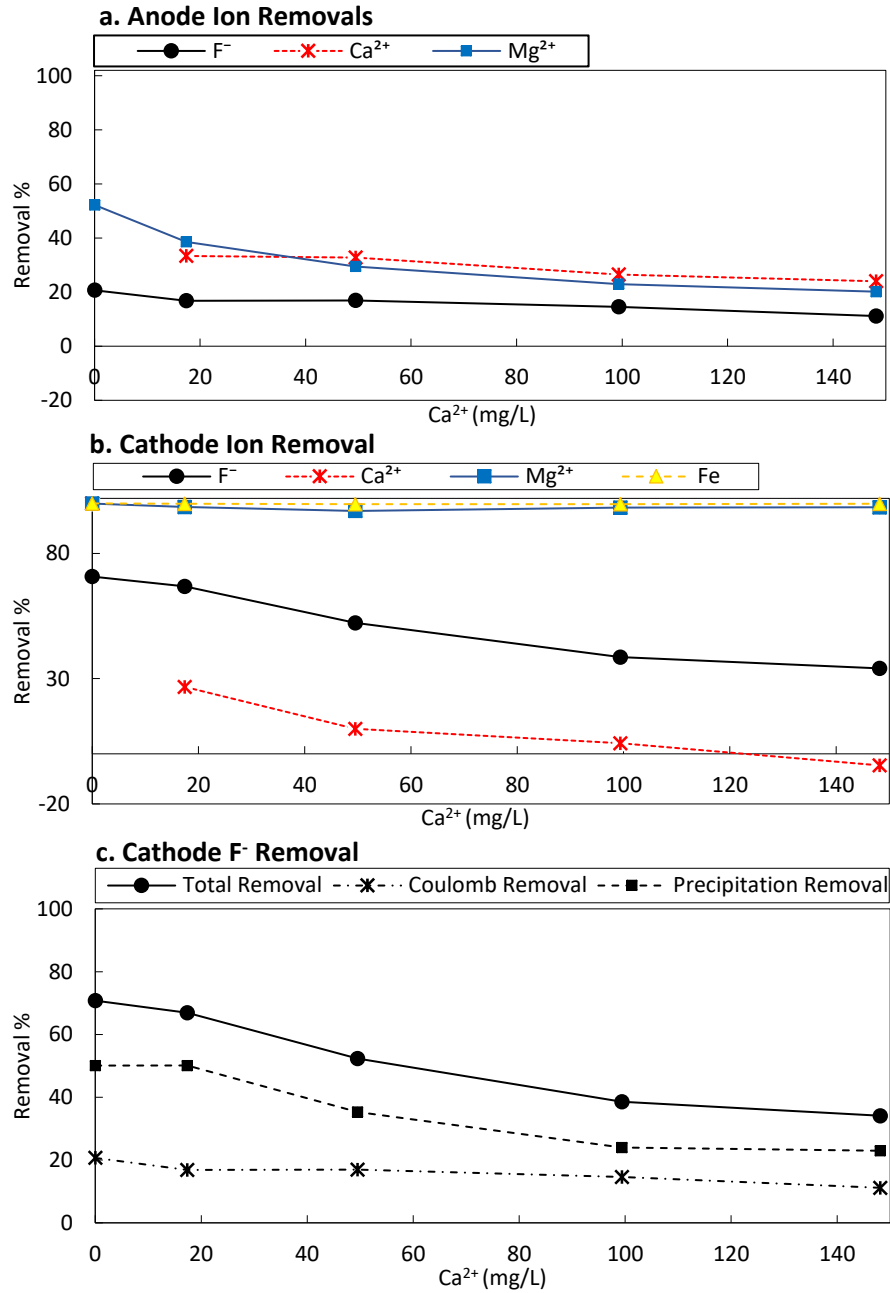 a. Anode Ion Removals
F⁻ Ca²⁺ Mg²⁺
100
80
60
40
20
0
-20
Removal %
0 20 40 60 80 100 120 140
Ca²⁺ (mg/L)
b. Cathode Ion Removal
F⁻ Ca²⁺ Mg²⁺ Fe
80
30
-20
Removal %
0 20 40 60 80 100 120 140
Ca²⁺ (mg/L)
c. Cathode F⁻ Removal
Total Removal Coulomb Removal Precipitation Removal
100
80
60
40
20
0
Removal %
0 20 40 60 80 100 120 140
Ca²⁺ (mg/L)